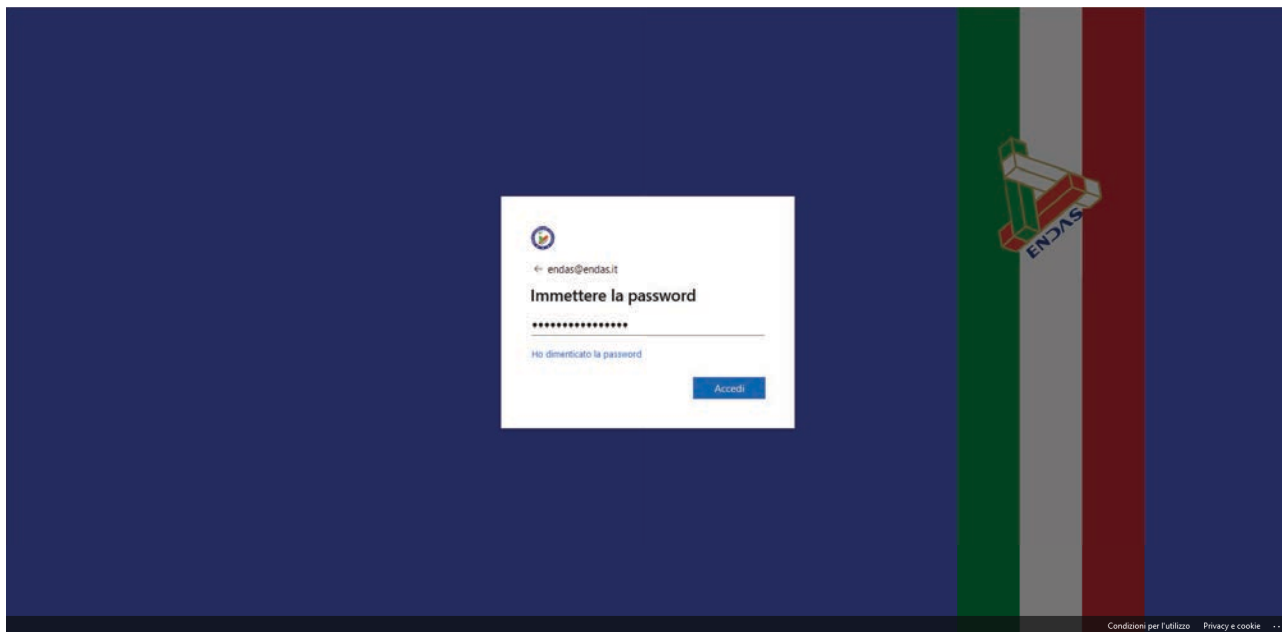 ← endas@endas.it
Immettere la password
••••••••••••••••
Ho dimenticato la password
Accedi
ENDAS
Condizioni per l'utilizzo Privacy e cookie ...